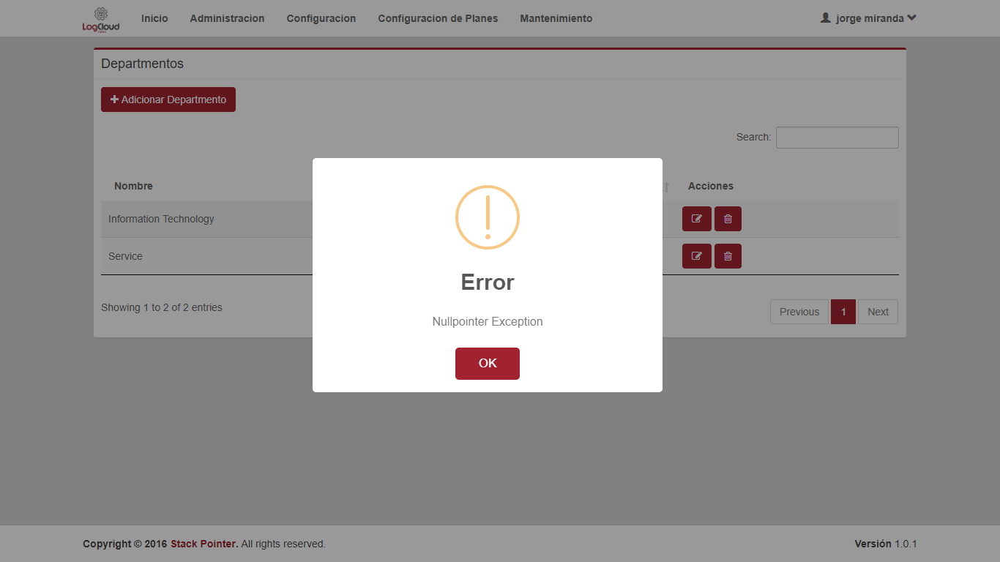 LogCloud
Inicio Administracion Configuracion Configuracion de Planes Mantenimiento jorge miranda
Departmentos
Adicionar Departmento
Search:
Nombre Acciones
Information Technology
Service
Error
Nullpointer Exception
OK
Showing 1 to 2 of 2 entries
Previous 1 Next
Copyright © 2016 Stack Pointer. All rights reserved.
Versión 1.0.1